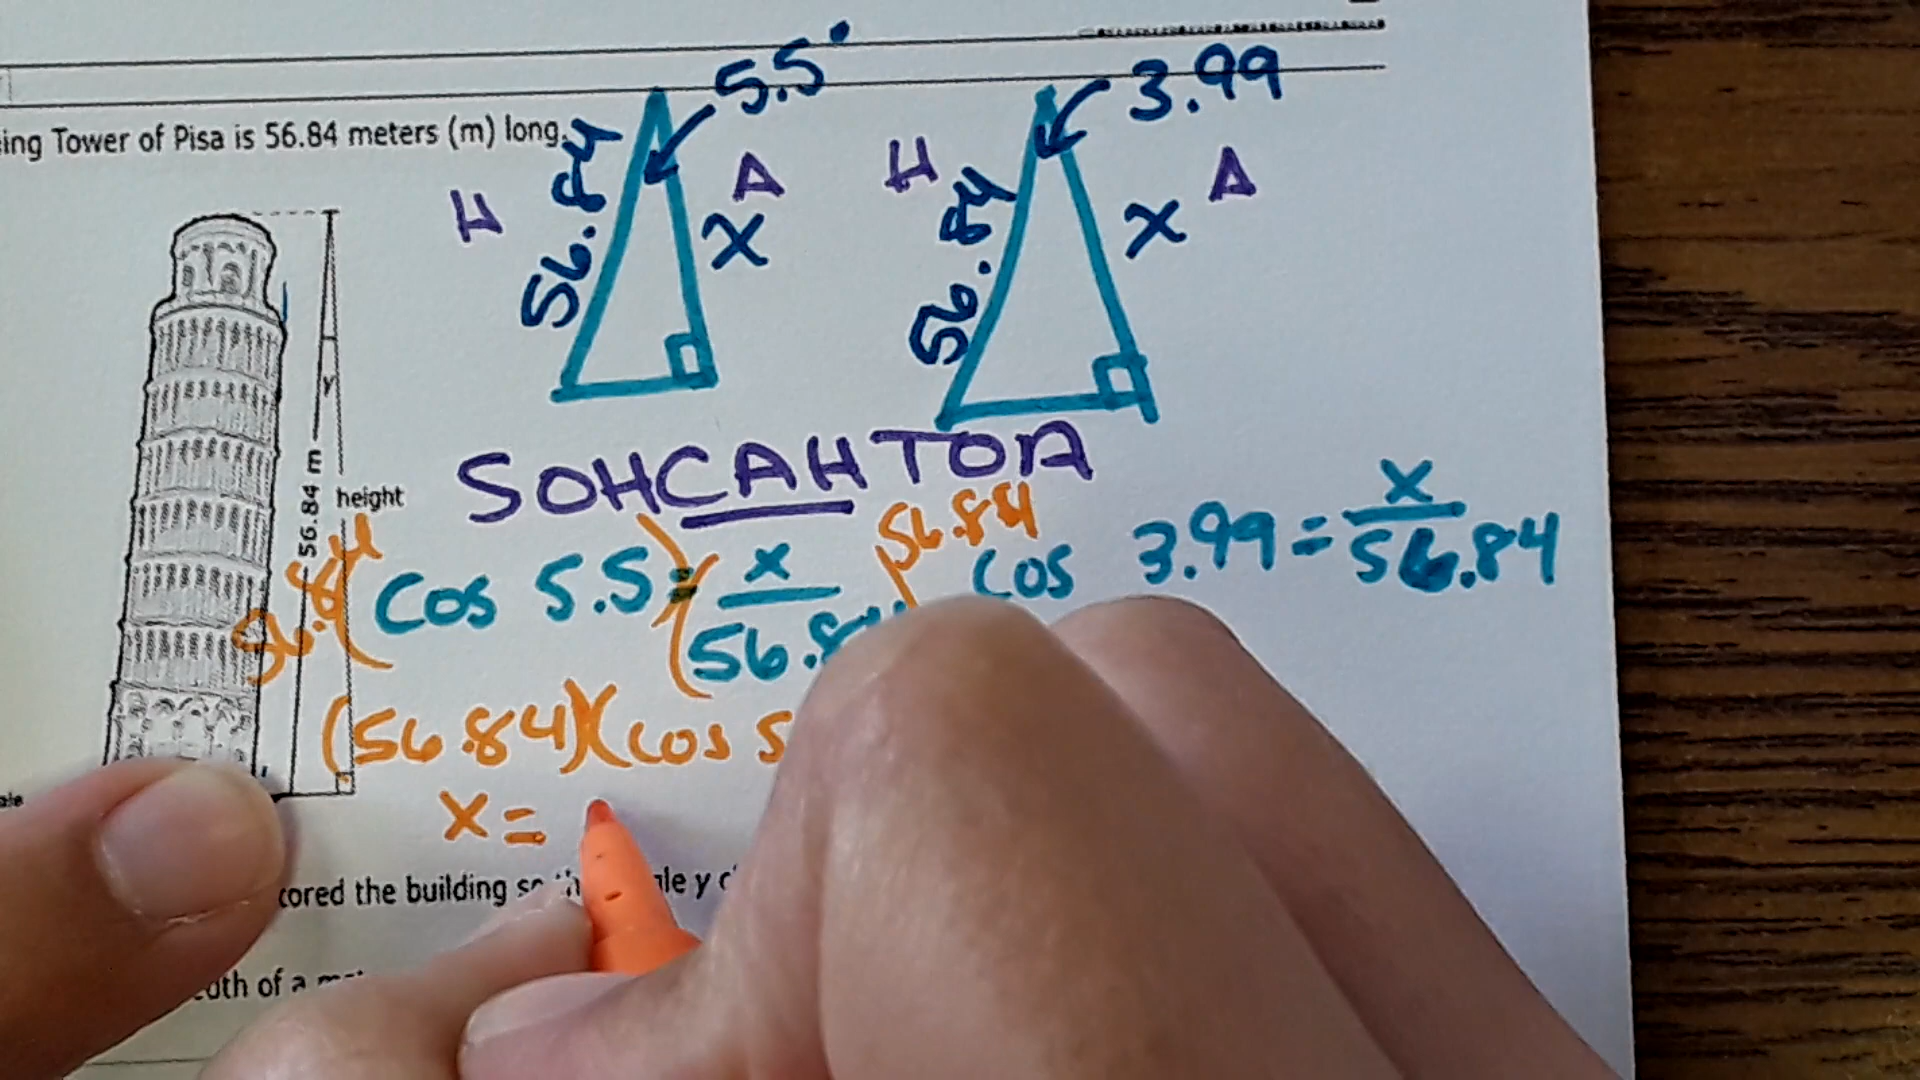 ing Tower of Pisa is 56.84 meters (m) long.
5.5°
3.99
H
56.84
A
X
H
56.84
A
X
y
56.84 m
height
SOHCAHTOA
56.84 ( cos 5.5 ) = ( x / 56.84 56.84
cos 3.99 = x / 56.84
(56.84)(cos 5
x =
cored the building so y
of a